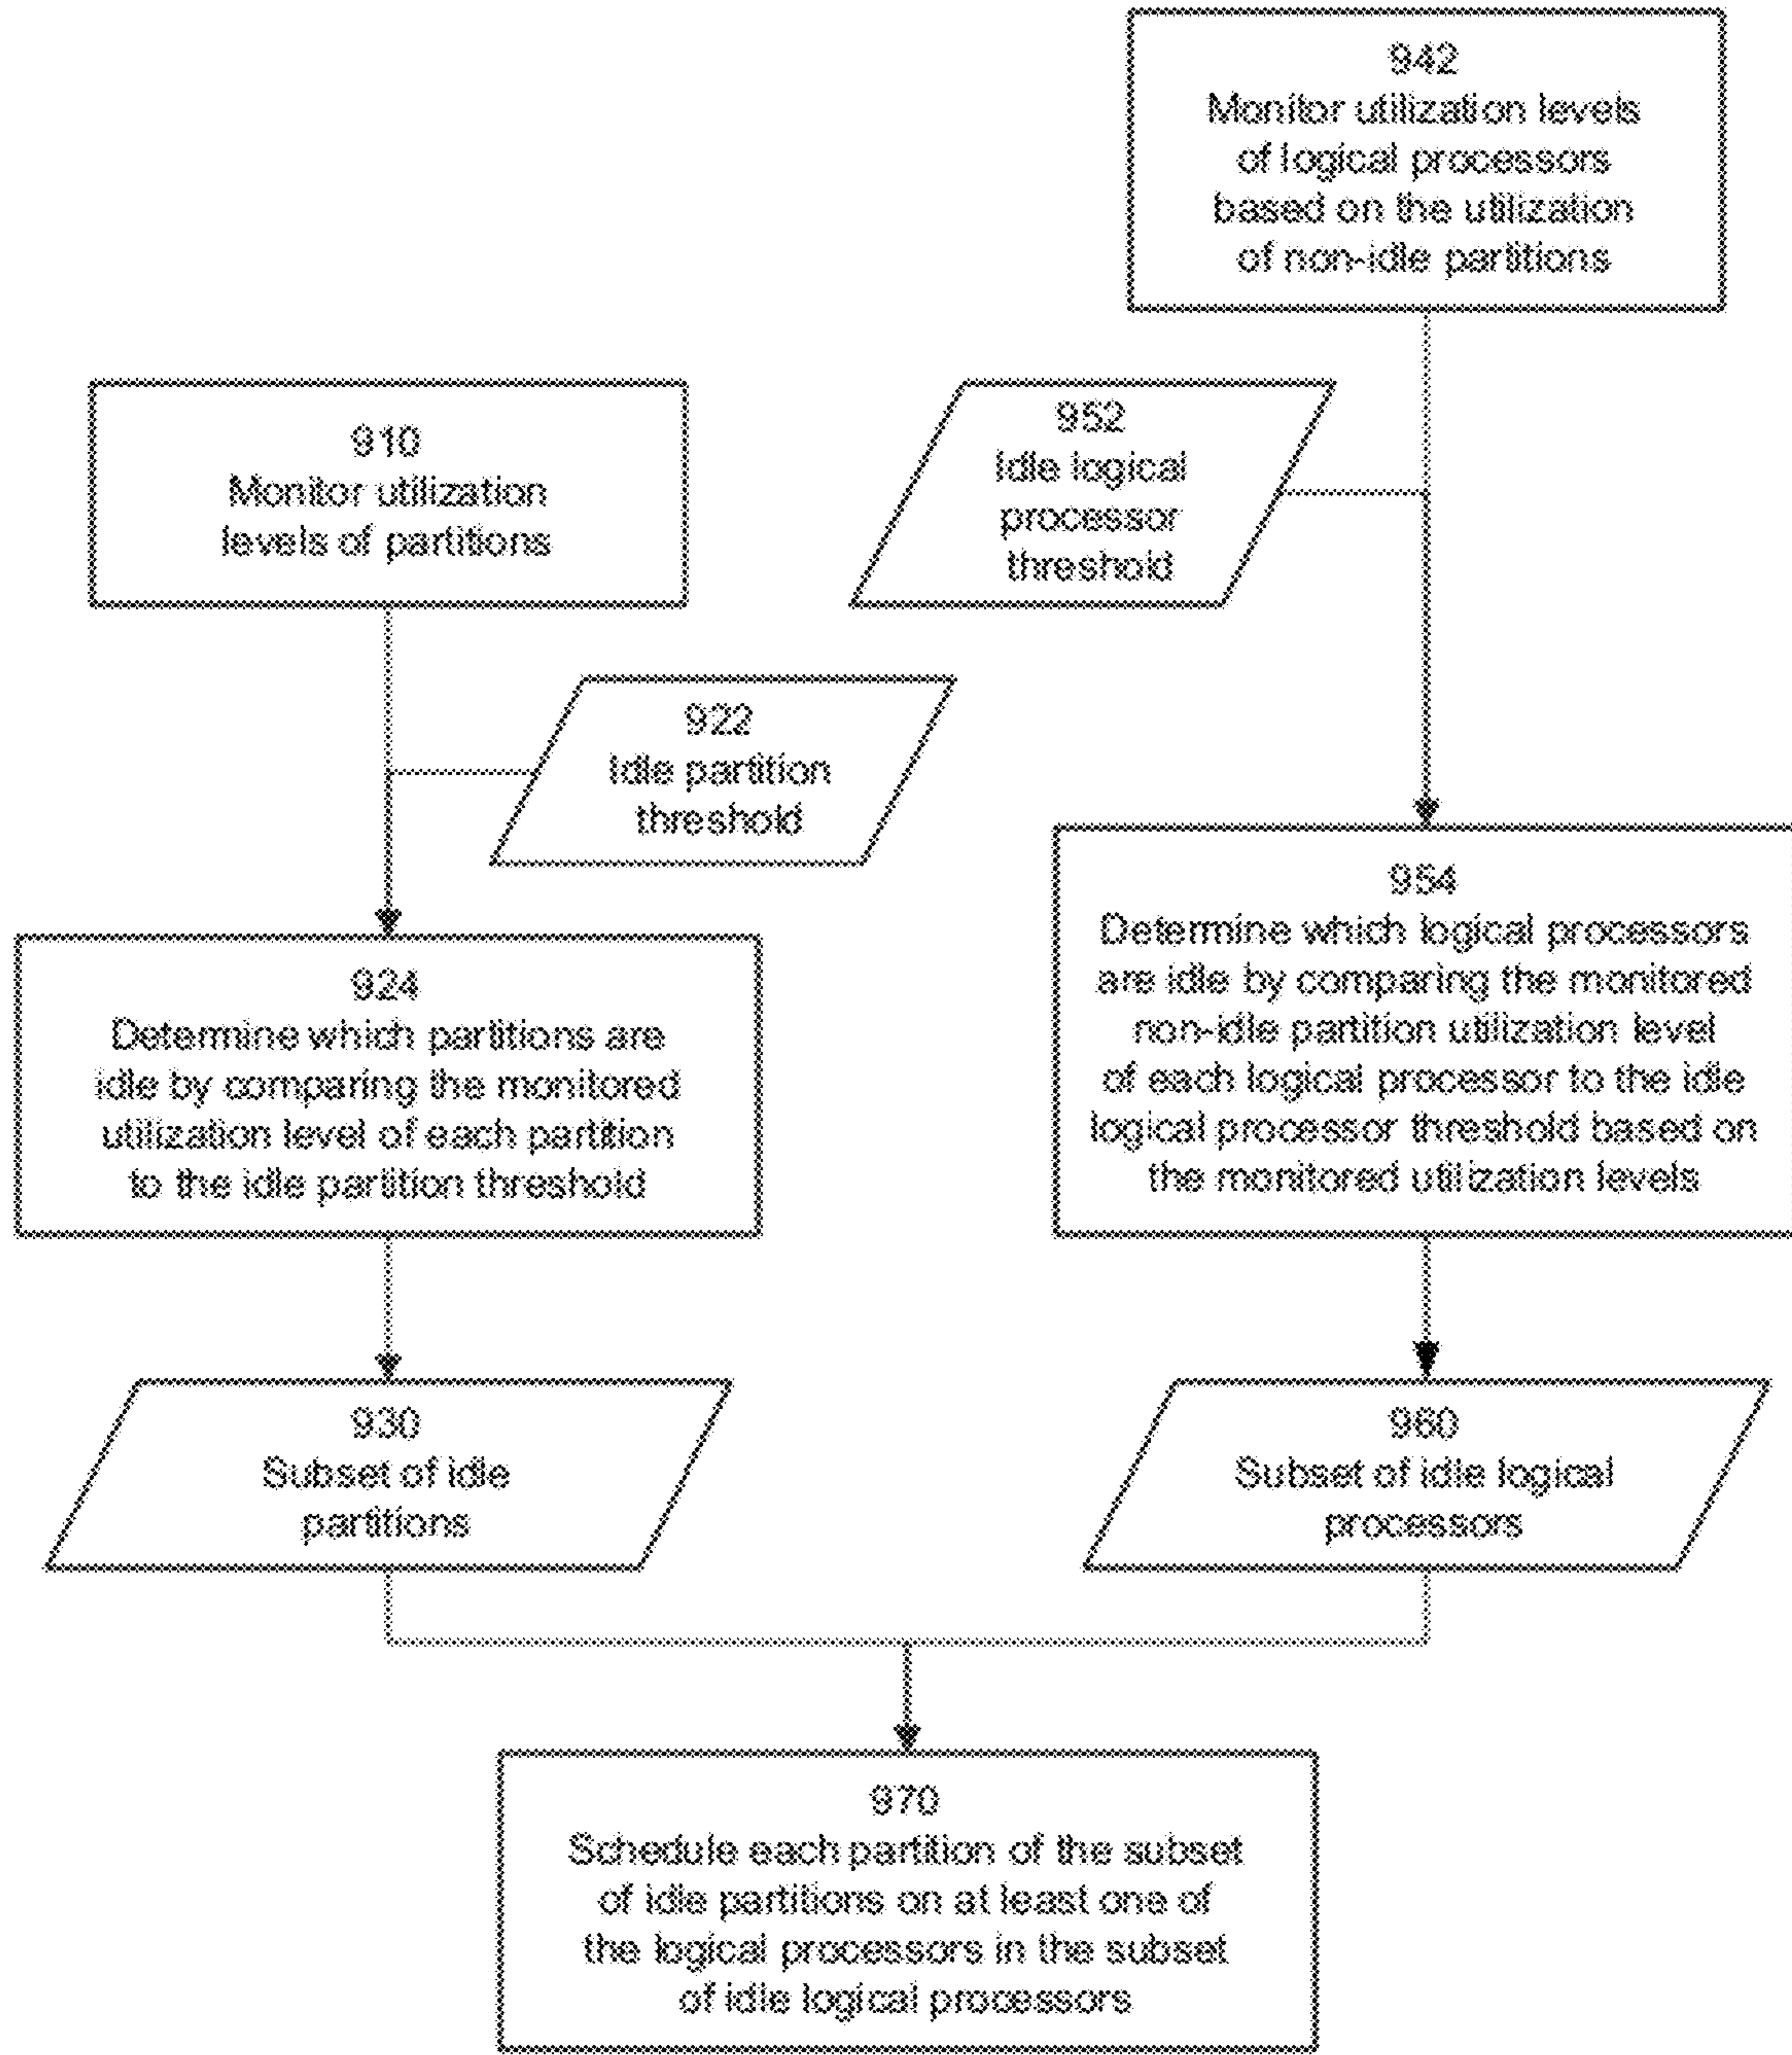 942
Monitor utilization levels
of logical processors
based on the utilization
of non-idle partitions
910
Monitor utilization
levels of partitions
952
Idle logical
processor
threshold
922
Idle partition
threshold
954
Determine which logical processors
are idle by comparing the monitored
non-idle partition utilization level
of each logical processor to the idle
logical processor threshold based on
the monitored utilization levels
924
Determine which partitions are
idle by comparing the monitored
utilization level of each partition
to the idle partition threshold
930
Subset of idle
partitions
960
Subset of idle logical
processors
970
Schedule each partition of the subset
of idle partitions on at least one of
the logical processors in the subset
of idle logical processors